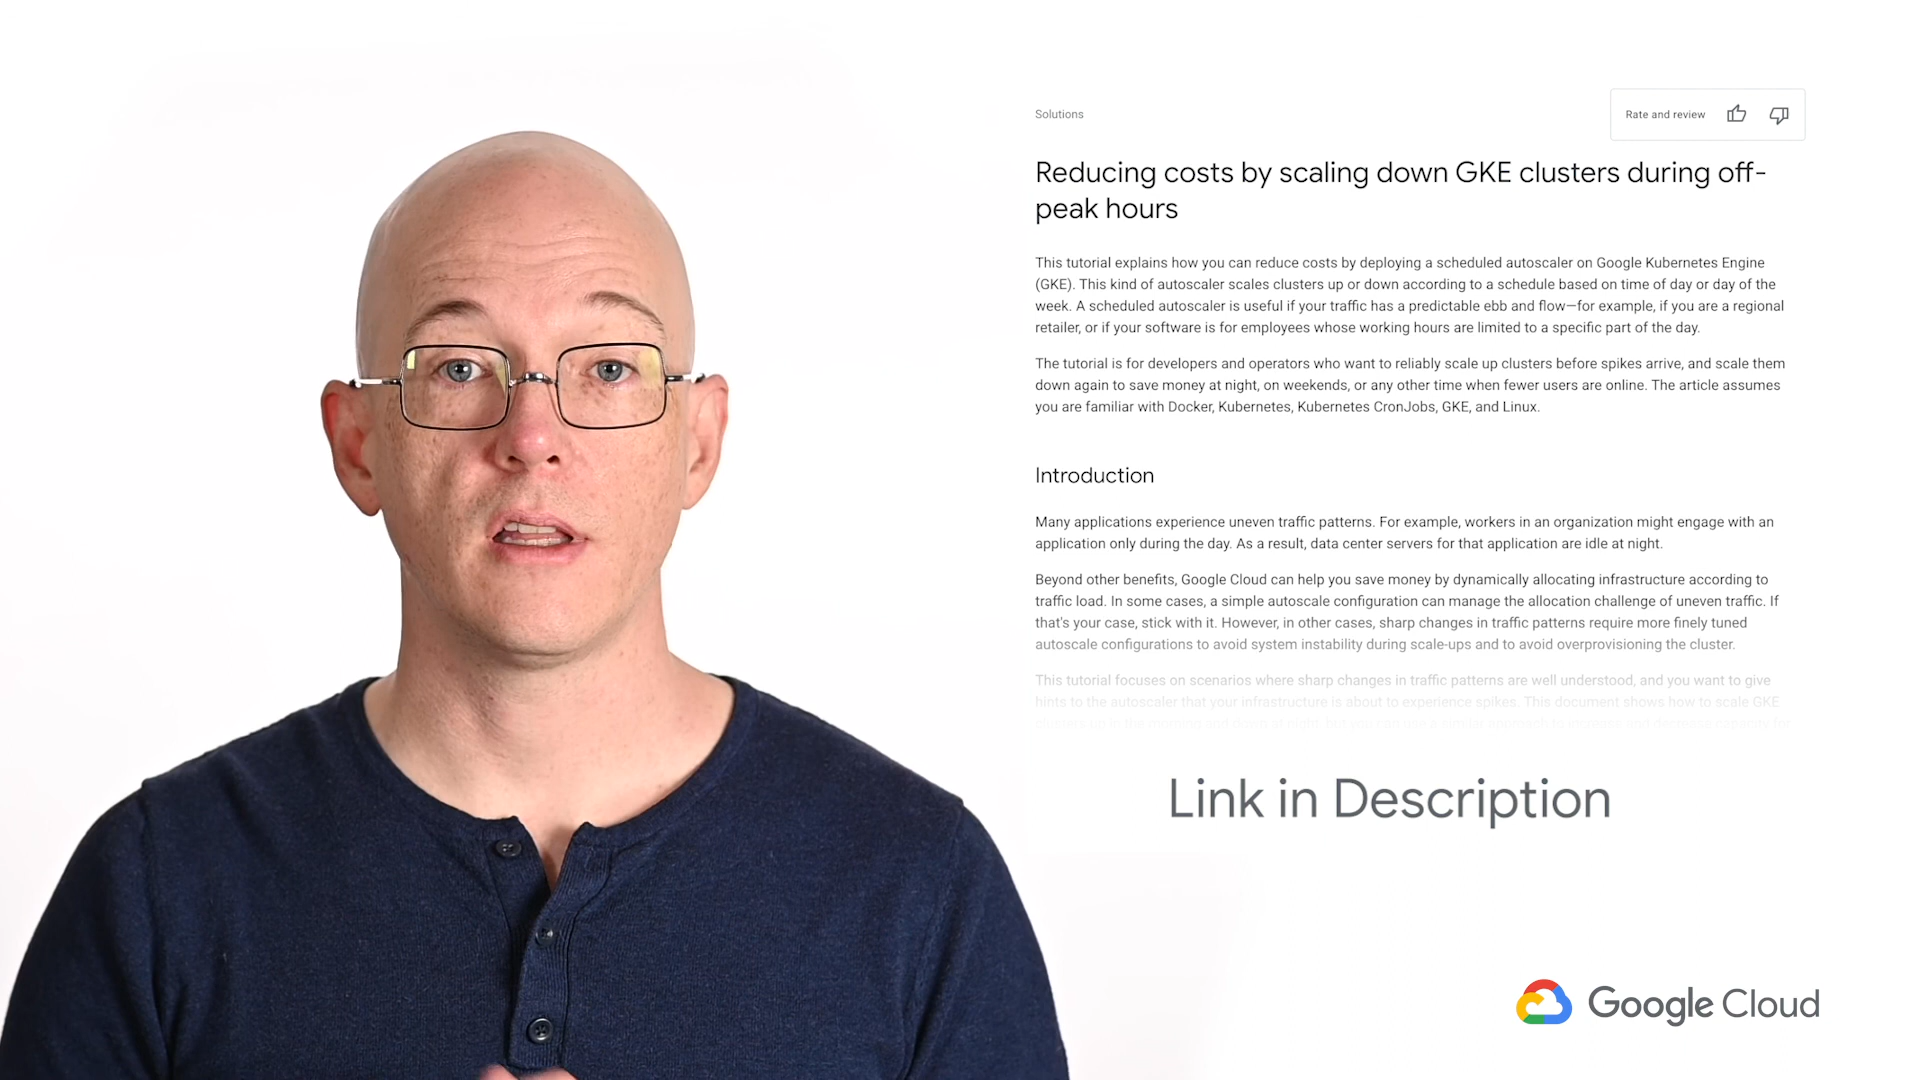 Solutions
Rate and review
Reducing costs by scaling down GKE clusters during off-
peak hours
This tutorial explains how you can reduce costs by deploying a scheduled autoscaler on Google Kubernetes Engine
(GKE). This kind of autoscaler scales clusters up or down according to a schedule based on time of day or day of the
week. A scheduled autoscaler is useful if your traffic has a predictable ebb and flow—for example, if you are a regional
retailer, or if your software is for employees whose working hours are limited to a specific part of the day.
The tutorial is for developers and operators who want to reliably scale up clusters before spikes arrive, and scale them
down again to save money at night, on weekends, or any other time when fewer users are online. The article assumes
you are familiar with Docker, Kubernetes, Kubernetes CronJobs, GKE, and Linux.
Introduction
Many applications experience uneven traffic patterns. For example, workers in an organization might engage with an
application only during the day. As a result, data center servers for that application are idle at night.
Beyond other benefits, Google Cloud can help you save money by dynamically allocating infrastructure according to
traffic load. In some cases, a simple autoscale configuration can manage the allocation challenge of uneven traffic. If
that's your case, stick with it. However, in other cases, sharp changes in traffic patterns require more finely tuned
autoscale configurations to avoid system instability during scale-ups and to avoid overprovisioning the cluster.
This tutorial focuses on scenarios where sharp changes in traffic patterns are well understood, and you want to give
hints to the autoscaler that your infrastructure is about to experience spikes. This document shows how to scale GKE
Link in Description
Google Cloud